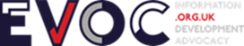 EVOC
INFORMATION
.ORG.UK
DEVELOPMENT
ADVOCACY